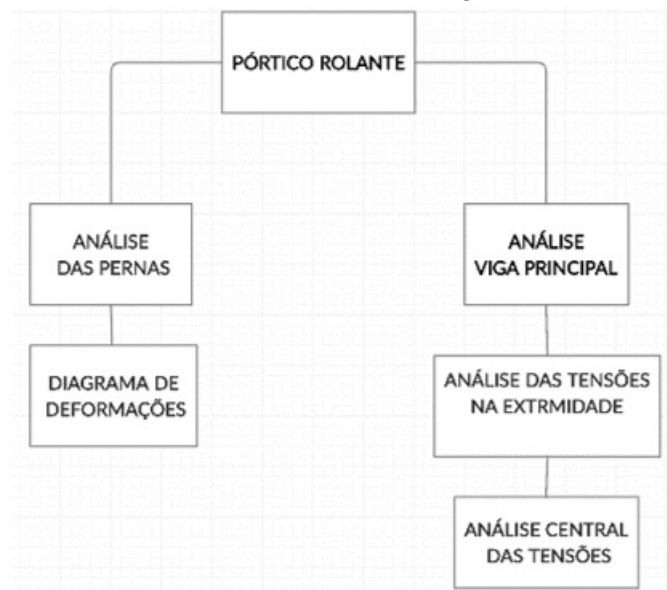 PÓRTICO ROLANTE
ANÁLISE
DAS PERNAS
ANÁLISE
VIGA PRINCIPAL
DIAGRAMA DE
DEFORMAÇÕES
ANÁLISE DAS TENSÕES
NA EXTRMIDADE
ANÁLISE CENTRAL
DAS TENSÕES